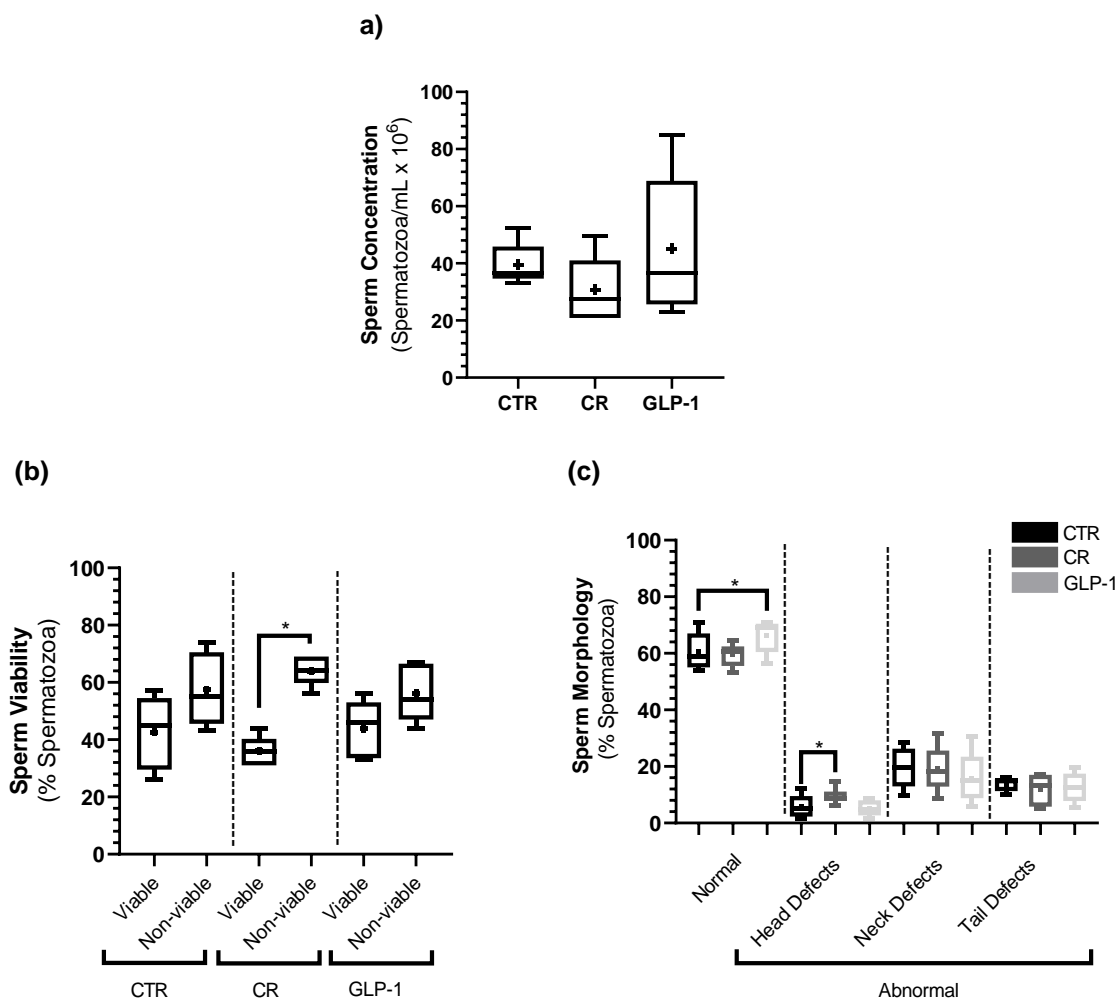 a)
Sperm Concentration
(Spermatozoa/mL x 10⁶)
100
80
60
40
20
0
CTR
CR
GLP-1
(b)
Sperm Viability
(% Spermatozoa)
100
80
60
40
20
0
*
Viable
Non-viable
Viable
Non-viable
Viable
Non-viable
CTR
CR
GLP-1
(c)
CTR
CR
GLP-1
Sperm Morphology
(% Spermatozoa)
100
80
60
40
20
0
*
*
Normal
Head Defects
Neck Defects
Tail Defects
Abnormal